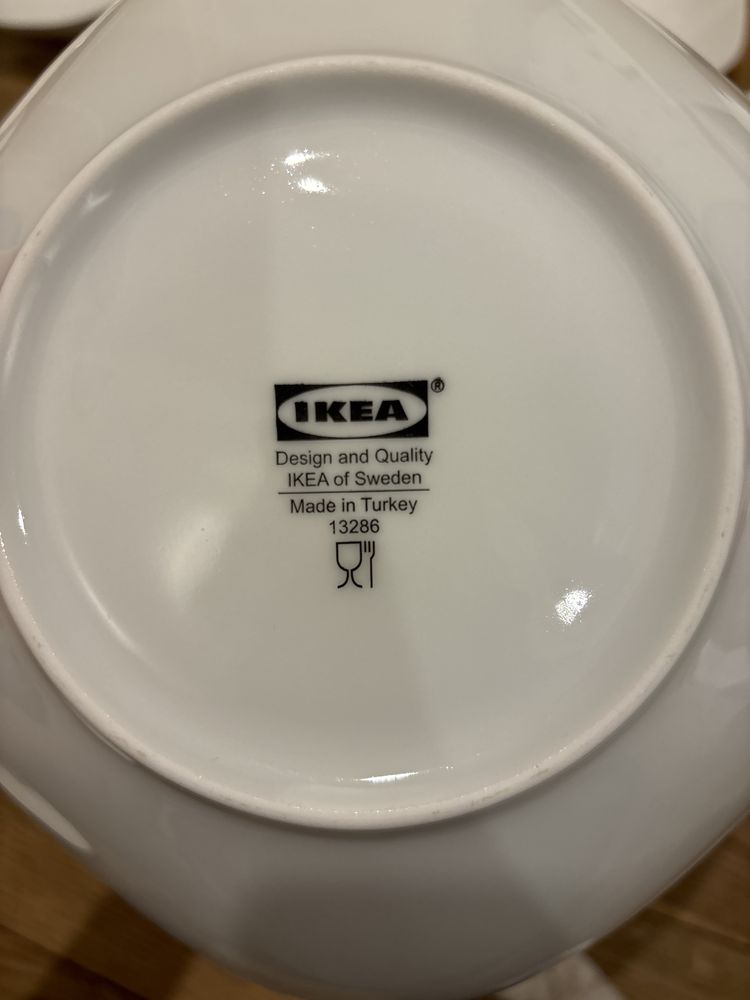 IKEA®
Design and Quality
IKEA of Sweden
Made in Turkey
13286